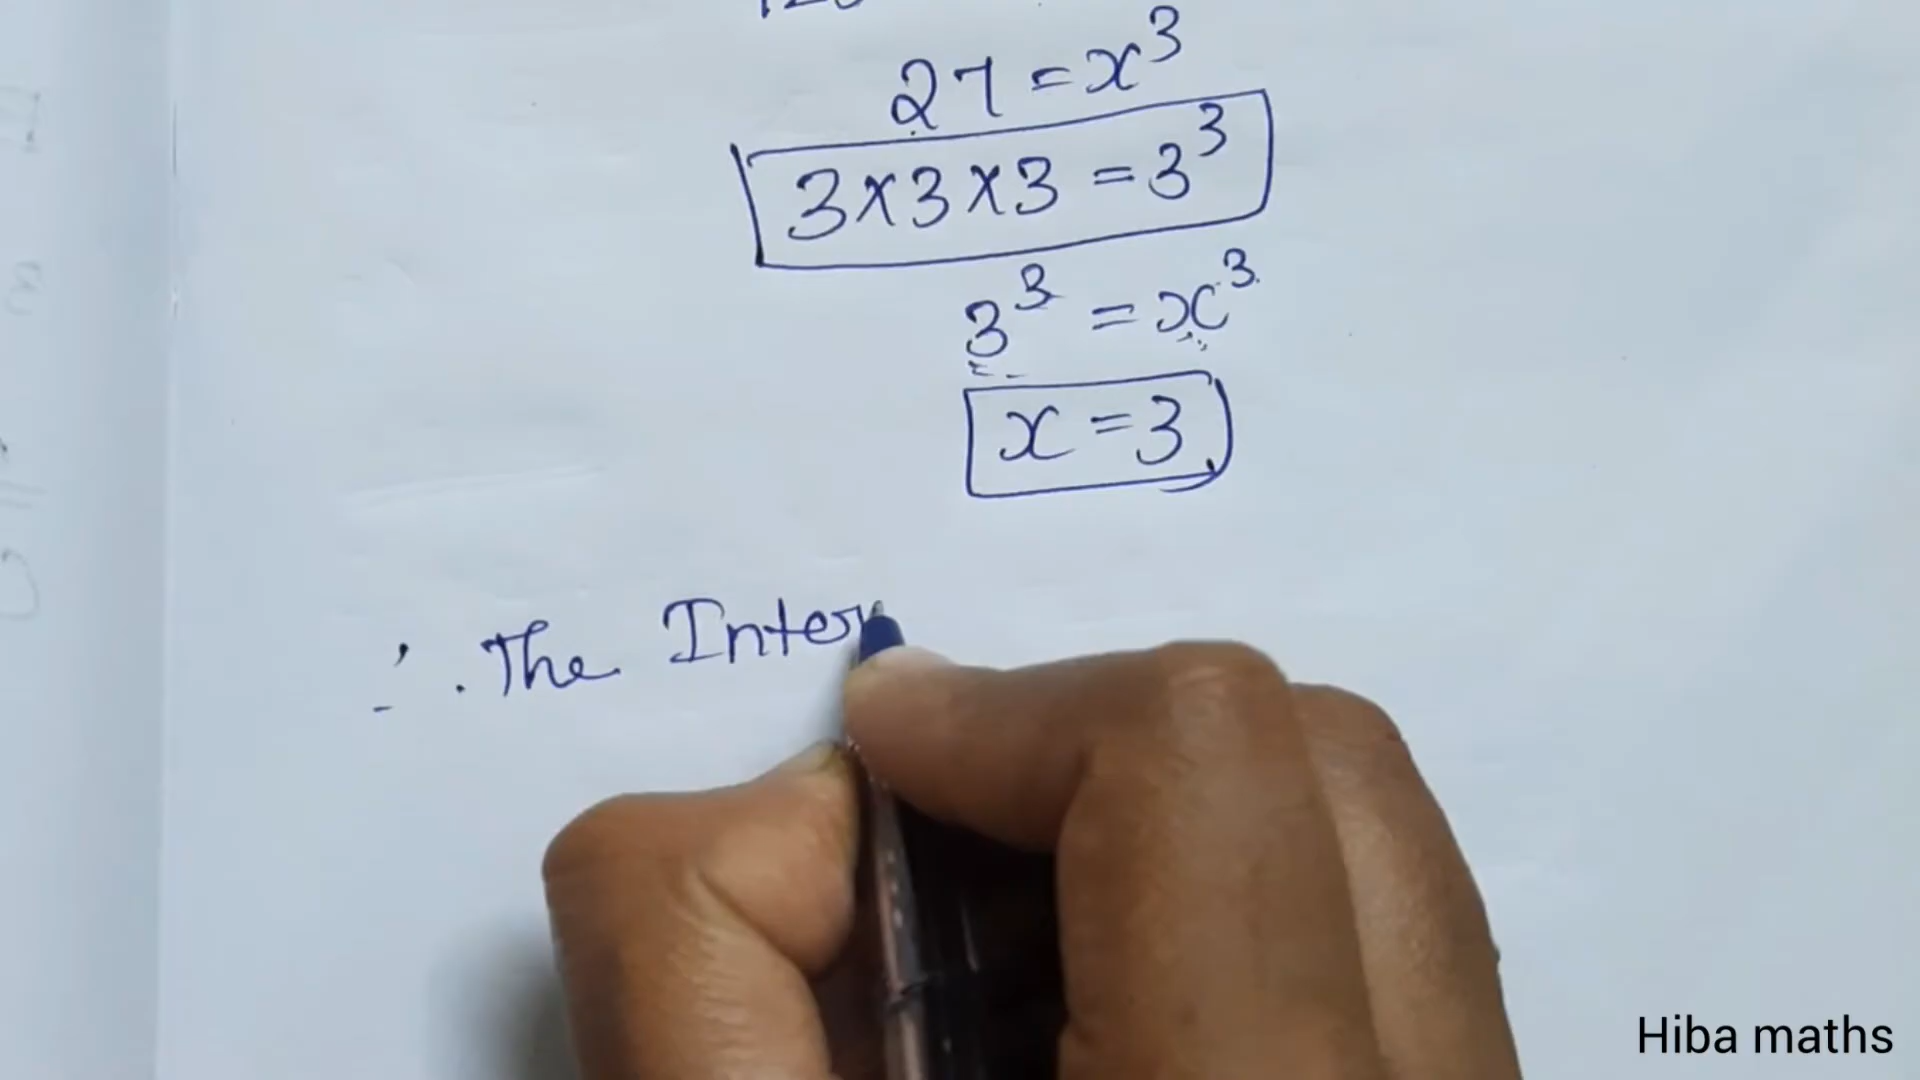 27 = x³
3×3×3 = 3³
3³ = x³
x = 3
∴ The Inter
Hiba maths